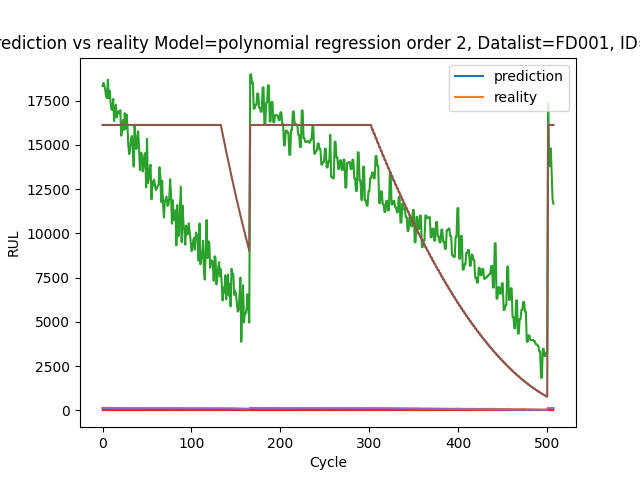 rediction vs reality Model=polynomial regression order 2, Datalist=FD001, ID=
prediction
reality
17500
15000
12500
10000
7500
5000
2500
0
RUL
0 100 200 300 400 500
Cycle